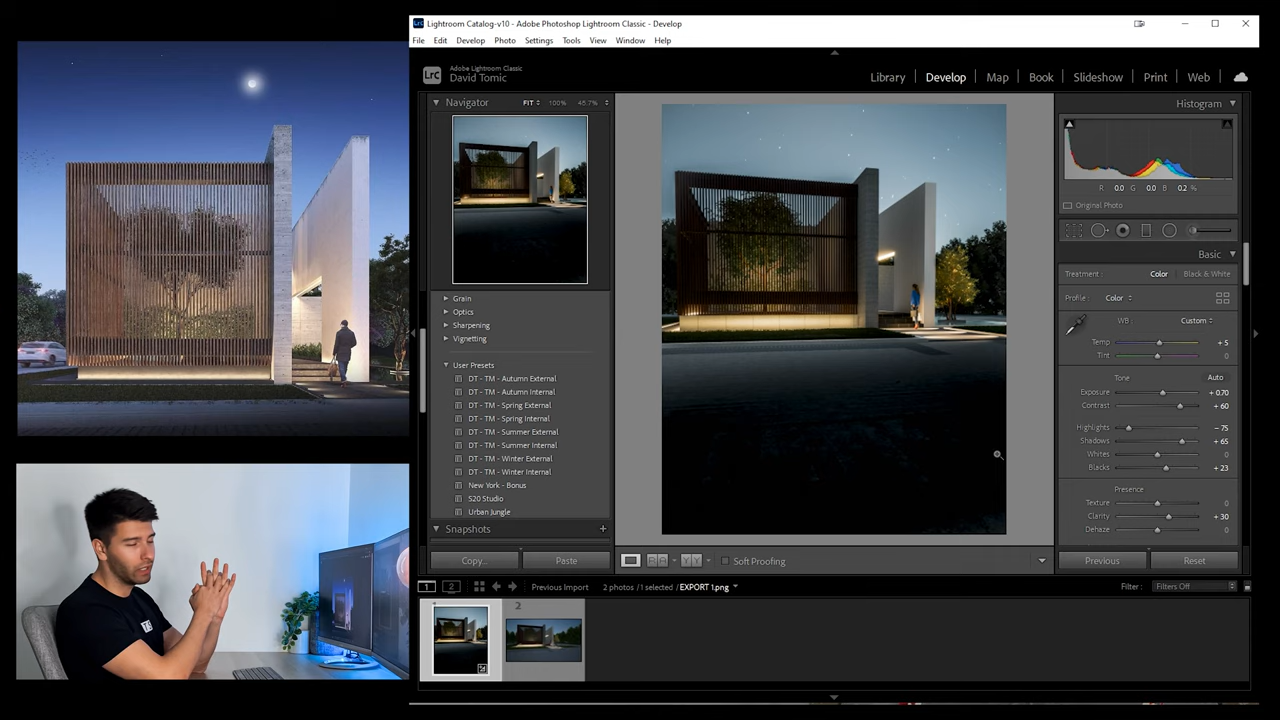 Lightroom Catalog-v10 - Adobe Photoshop Lightroom Classic - Develop
File Edit Develop Photo Settings Tools View Window Help
LrC Adobe Lightroom Classic
David Tomic
Library Develop Map Book Slideshow Print Web
Navigator FIT 100% 46.7%
Grain
Optics
Sharpening
Vignetting
User Presets
DT - TM - Autumn External
DT - TM - Autumn Internal
DT - TM - Spring External
DT - TM - Spring Internal
DT - TM - Summer External
DT - TM - Summer Internal
DT - TM - Winter External
DT - TM - Winter Internal
New York - Bonus
S20 Studio
Urban Jungle
Snapshots +
Copy... Paste
Soft Proofing
Histogram
R 0.0 G 0.0 B 0.2 %
Original Photo
Basic
Treatment : Color Black & White
Profile : Color
WB : Custom
Temp + 5
Tint 0
Tone Auto
Exposure + 0.70
Contrast + 60
Highlights − 75
Shadows + 65
Whites 0
Blacks + 23
Presence
Texture 0
Clarity + 30
Dehaze 0
Previous Reset
1 2 Previous Import 2 photos / 1 selected / EXPORT 1.png Filter : Filters Off
2